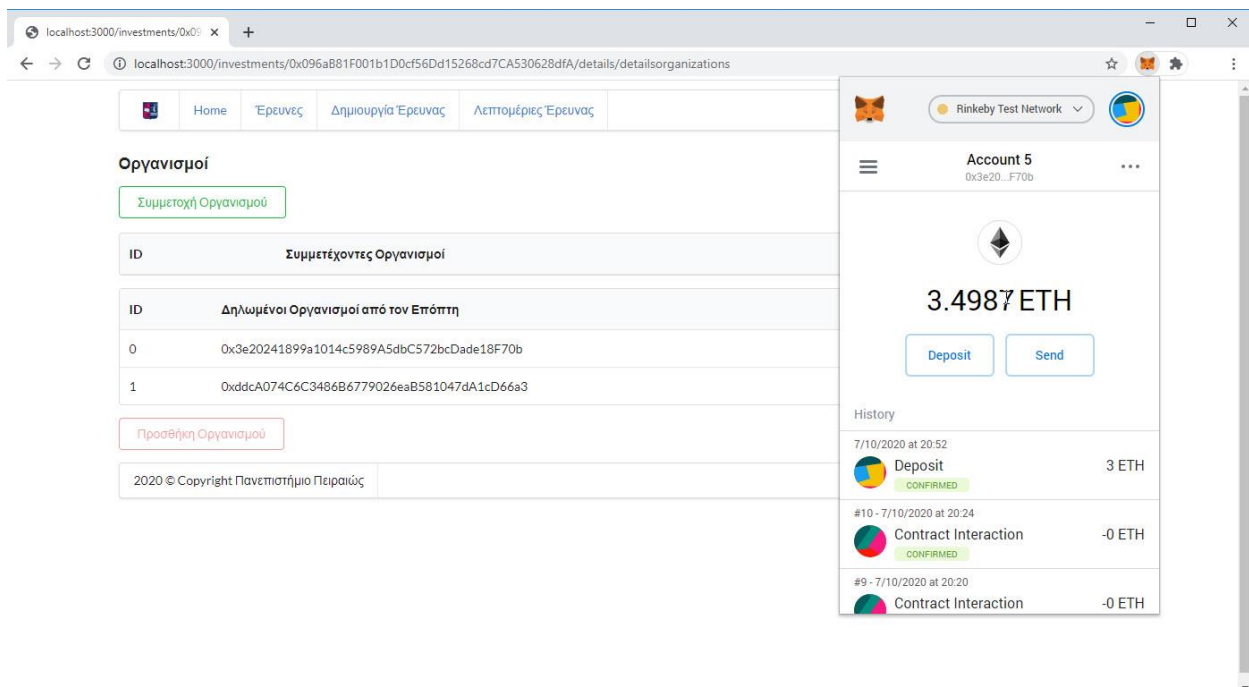 localhost:3000/investments/0x09
localhost:3000/investments/0x096aB81F001b1D0cf56Dd15268cd7CA530628dfA/details/detailsorganizations
Home Έρευνες Δημιουργία Έρευνας Λεπτομέριες Έρευνας
Οργανισμοί
Συμμετοχή Οργανισμού
ID Συμμετέχοντες Οργανισμοί
ID Δηλωμένοι Οργανισμοί από τον Επόπτη
0 0x3e20241899a1014c5989A5dbC572bcDade18F70b
1 0xddcA074C6C3486B6779026eaB581047dA1cD66a3
Προσθήκη Οργανισμού
2020 © Copyright Πανεπιστήμιο Πειραιώς
Rinkeby Test Network
Account 5
0x3e20...F70b
3.4987 ETH
Deposit Send
History
7/10/2020 at 20:52
Deposit 3 ETH
CONFIRMED
#10 - 7/10/2020 at 20:24
Contract Interaction -0 ETH
CONFIRMED
#9 - 7/10/2020 at 20:20
Contract Interaction -0 ETH